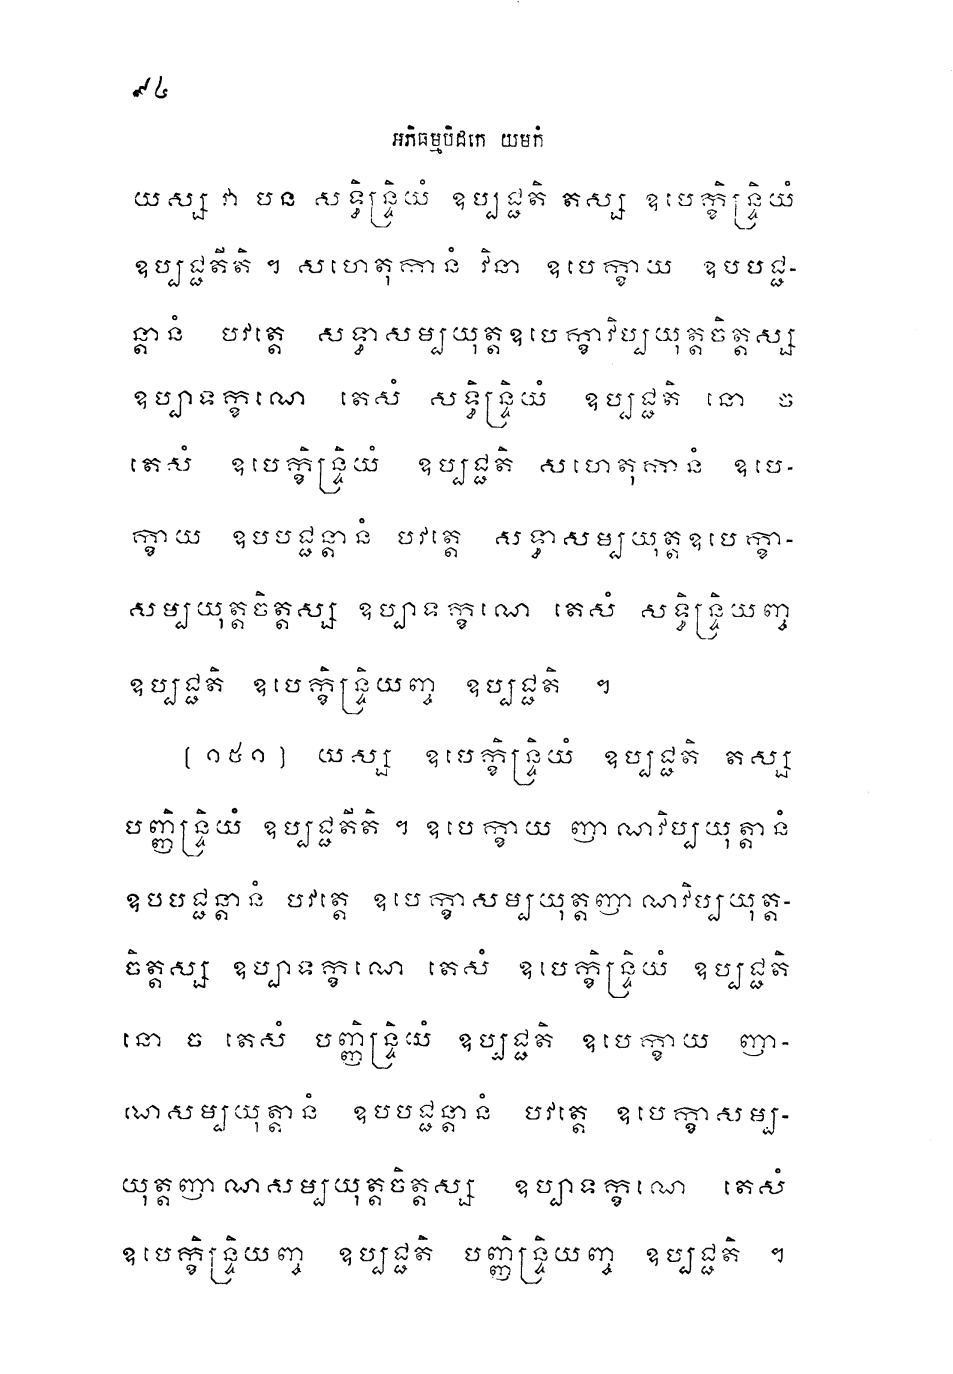 ៩៤
អភិធម្មបិដកេ យមកំ
យស្ស វា បន សទ្ធិន្ទ្រិយំ ឧប្បជ្ជតិ តស្ស ឧបេក្ខិន្ទ្រិយំ
ឧប្បជ្ជតីតិ ។ សហេតុកានំ វិនា ឧបេក្ខាយ ឧបបជ្ជ-
ន្តានំ បវត្តេ សទ្ធាសម្បយុត្តឧបេក្ខាវិប្បយុត្តចិត្តស្ស
ឧប្បាទក្ខណេ តេសំ សទ្ធិន្ទ្រិយំ ឧប្បជ្ជតិ នោ ច
តេសំ ឧបេក្ខិន្ទ្រិយំ ឧប្បជ្ជតិ សហេតុកានំ ឧបេ-
ក្ខាយ ឧបបជ្ជន្តានំ បវត្តេ សទ្ធាសម្បយុត្តឧបេក្ខា-
សម្បយុត្តចិត្តស្ស ឧប្បាទក្ខណេ តេសំ សទ្ធិន្ទ្រិយញ្ច
ឧប្បជ្ជតិ ឧបេក្ខិន្ទ្រិយញ្ច ឧប្បជ្ជតិ ។
[១៥១] យស្ស ឧបេក្ខិន្ទ្រិយំ ឧប្បជ្ជតិ តស្ស
បញ្ញិន្ទ្រិយំ ឧប្បជ្ជតីតិ ។ ឧបេក្ខាយ ញាណវិប្បយុត្តានំ
ឧបបជ្ជន្តានំ បវត្តេ ឧបេក្ខាសម្បយុត្តញាណវិប្បយុត្ត-
ចិត្តស្ស ឧប្បាទក្ខណេ តេសំ ឧបេក្ខិន្ទ្រិយំ ឧប្បជ្ជតិ
នោ ច តេសំ បញ្ញិន្ទ្រិយំ ឧប្បជ្ជតិ ឧបេក្ខាយ ញា-
ណសម្បយុត្តានំ ឧបបជ្ជន្តានំ បវត្តេ ឧបេក្ខាសម្ប-
យុត្តញាណសម្បយុត្តចិត្តស្ស ឧប្បាទក្ខណេ តេសំ
ឧបេក្ខិន្ទ្រិយញ្ច ឧប្បជ្ជតិ បញ្ញិន្ទ្រិយញ្ច ឧប្បជ្ជតិ ។